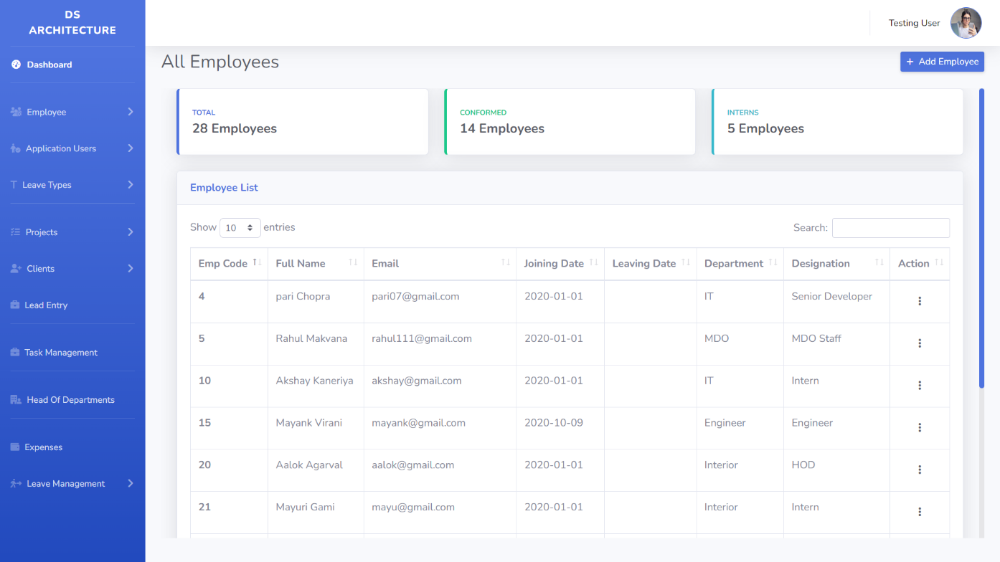 DS
ARCHITECTURE
Dashboard
Employee
Application Users
Leave Types
Projects
Clients
Lead Entry
Task Management
Head Of Departments
Expenses
Leave Management
Testing User
All Employees
+ Add Employee
TOTAL
28 Employees
CONFORMED
14 Employees
INTERNS
5 Employees
Employee List
Show 10 entries
Search:
Emp Code Full Name Email Joining Date Leaving Date Department Designation Action
4 pari Chopra pari07@gmail.com 2020-01-01 IT Senior Developer
5 Rahul Makvana rahul111@gmail.com 2020-01-01 MDO MDO Staff
10 Akshay Kaneriya akshay@gmail.com 2020-01-01 IT Intern
15 Mayank Virani mayank@gmail.com 2020-10-09 Engineer Engineer
20 Aalok Agarval aalok@gmail.com 2020-01-01 Interior HOD
21 Mayuri Gami mayu@gmail.com 2020-01-01 Interior Intern